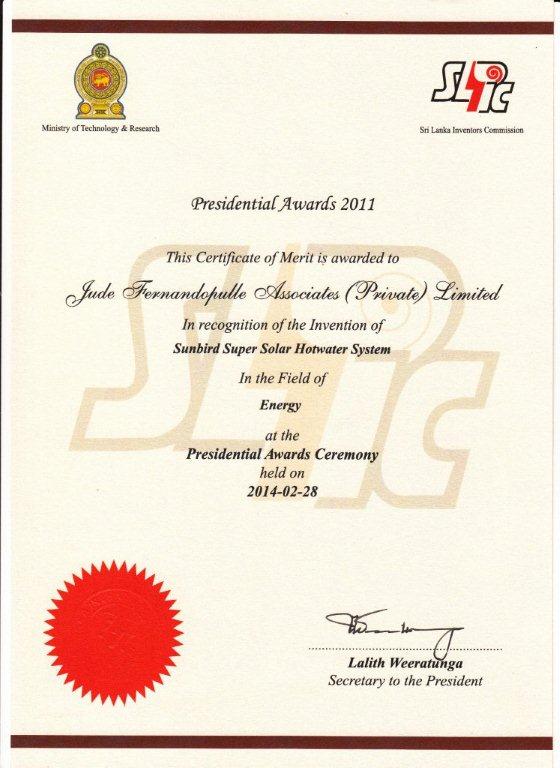 SLIC
Ministry of Technology & Research
Sri Lanka Inventors Commission
Presidential Awards 2011
This Certificate of Merit is awarded to
Jude Fernandopulle Associates (Private) Limited
In recognition of the Invention of
Sunbird Super Solar Hotwater System
In the Field of
Energy
at the
Presidential Awards Ceremony
held on
2014-02-28
Lalith Weeratunga
Secretary to the President